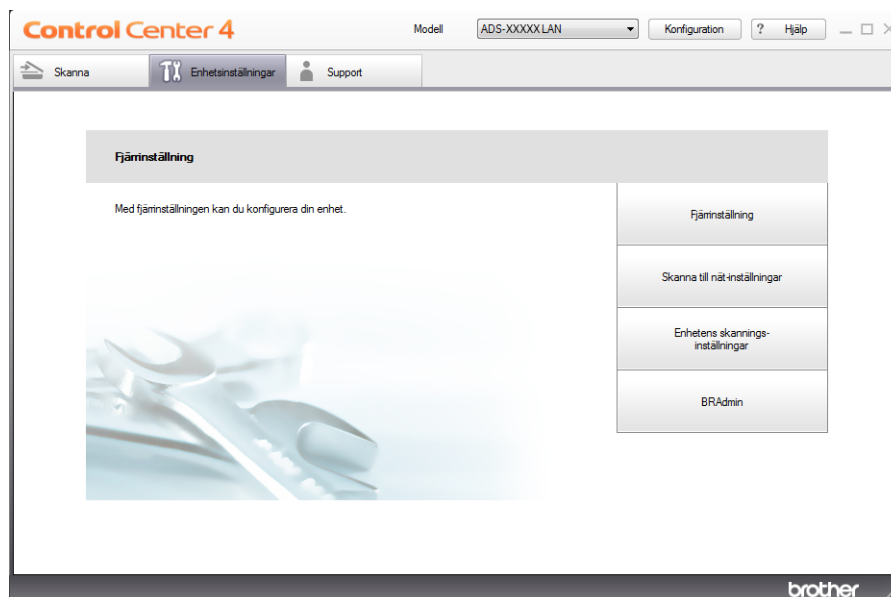 Control Center 4
Modell
ADS-XXXXX LAN
Konfiguration
? Hjälp
Skanna
Enhetsinställningar
Support
Fjärrinställning
Med fjärrinställningen kan du konfigurera din enhet.
Fjärrinställning
Skanna till nät-inställningar
Enhetens skannings-
inställningar
BRAdmin
brother